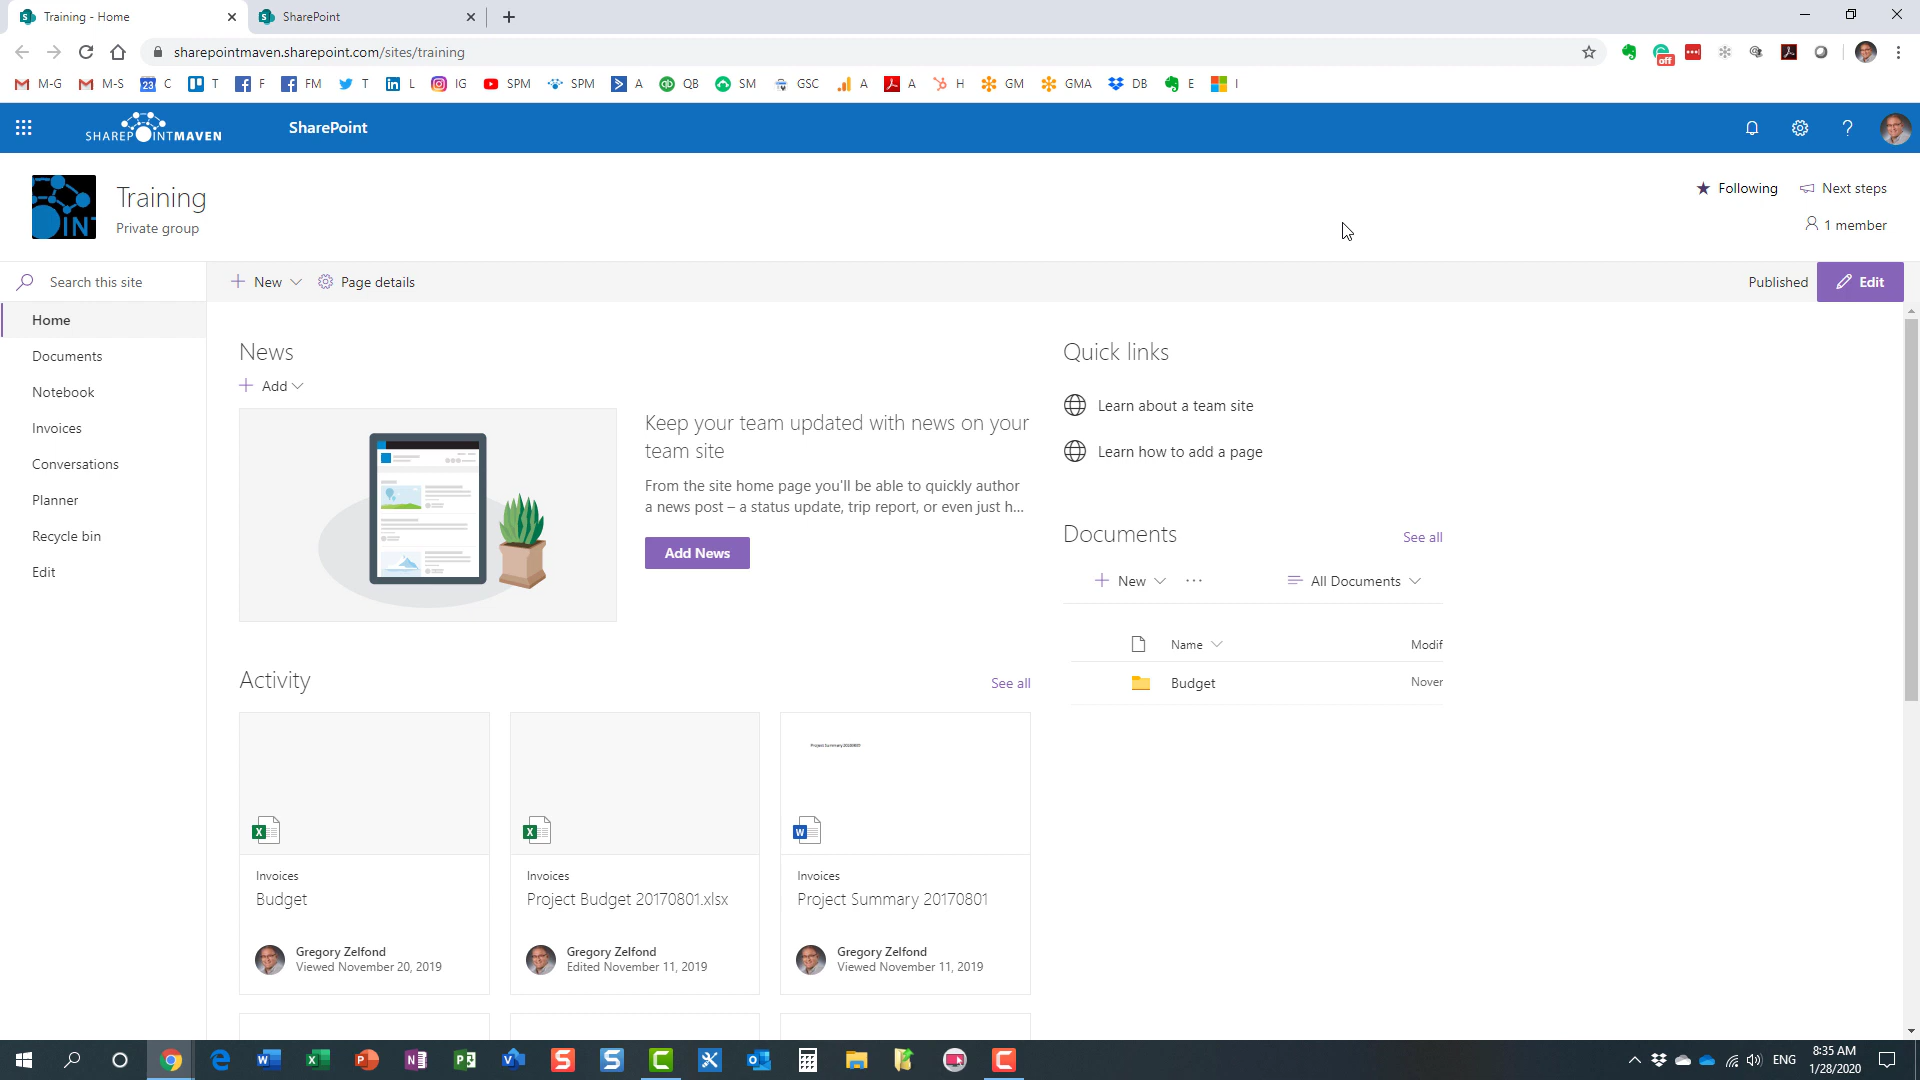 Training - Home
SharePoint
sharepointmaven.sharepoint.com/sites/training
M-G
M-S
23
C
T
F
FM
T
L
IG
SPM
SPM
A
QB
SM
GSC
A
A
H
GM
GMA
DB
E
I
off
SHAREPOINTMAVEN
SharePoint
Training
Private group
Following
Next steps
1 member
Search this site
New
Page details
Published
Edit
Home
Documents
Notebook
Invoices
Conversations
Planner
Recycle bin
Edit
News
Add
Keep your team updated with news on your
team site
From the site home page you'll be able to quickly author
a news post – a status update, trip report, or even just h...
Add News
Quick links
Learn about a team site
Learn how to add a page
Documents
See all
New
All Documents
Name
Modif
Budget
Nover
Activity
See all
Project Summary 20170801
Invoices
Budget
Gregory Zelfond
Viewed November 20, 2019
Invoices
Project Budget 20170801.xlsx
Gregory Zelfond
Edited November 11, 2019
Invoices
Project Summary 20170801
Gregory Zelfond
Viewed November 11, 2019
ENG
8:35 AM
1/28/2020